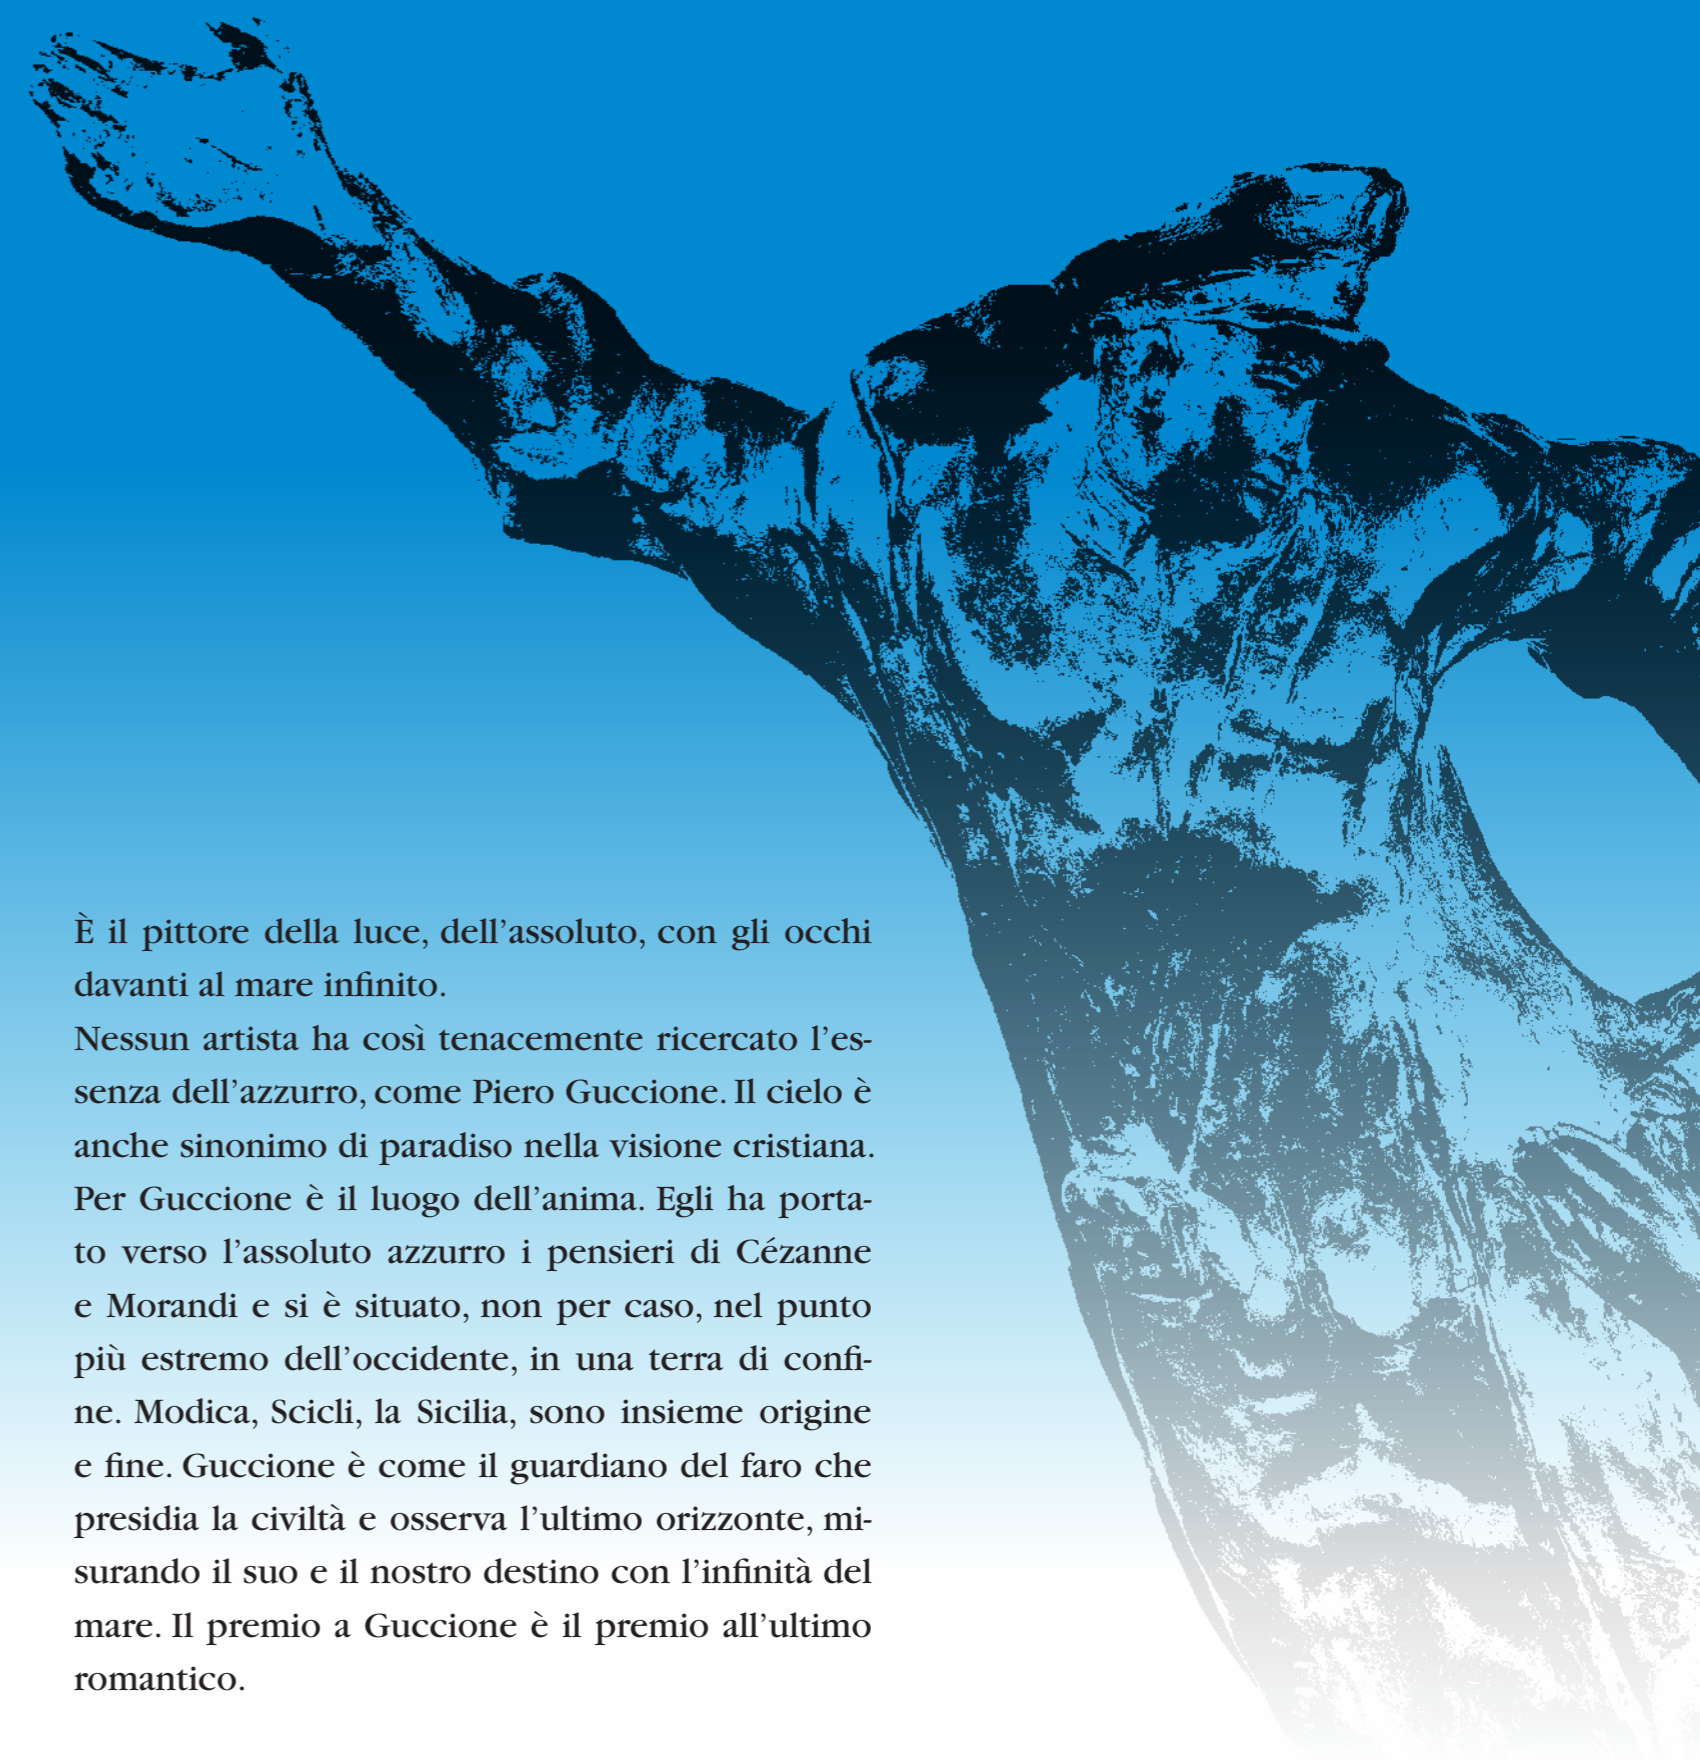 È il pittore della luce, dell'assoluto, con gli occhi
davanti al mare infinito.
Nessun artista ha così tenacemente ricercato l'es-
senza dell'azzurro, come Piero Guccione. Il cielo è
anche sinonimo di paradiso nella visione cristiana.
Per Guccione è il luogo dell'anima. Egli ha porta-
to verso l'assoluto azzurro i pensieri di Cézanne
e Morandi e si è situato, non per caso, nel punto
più estremo dell'occidente, in una terra di confi-
ne. Modica, Scicli, la Sicilia, sono insieme origine
e fine. Guccione è come il guardiano del faro che
presidia la civiltà e osserva l'ultimo orizzonte, mi-
surando il suo e il nostro destino con l'infinità del
mare. Il premio a Guccione è il premio all'ultimo
romantico.